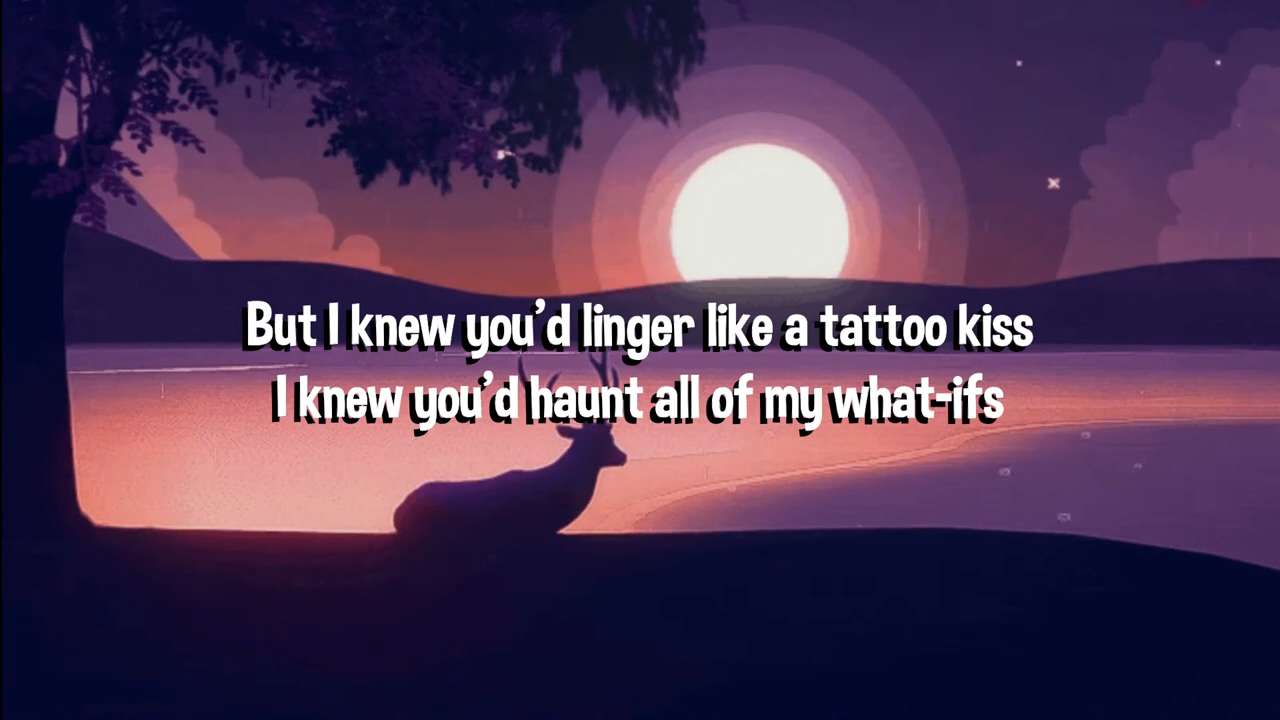 But I knew you’d linger like a tattoo kiss
I knew you’d haunt all of my what-ifs